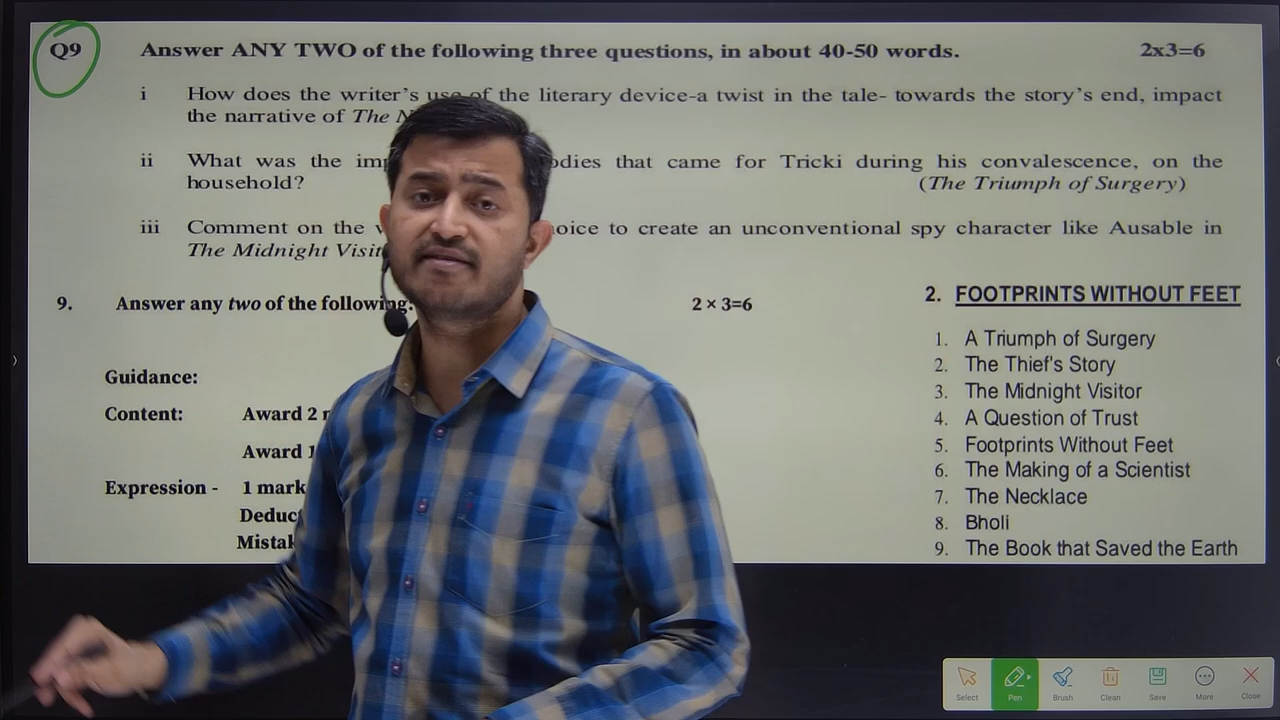 Q9 Answer ANY TWO of the following three questions, in about 40-50 words. 2x3=6
i How does the writer's use of the literary device-a twist in the tale- towards the story's end, impact
the narrative of The
ii What was the that came for Tricki during his convalescence, on the
household? (The Triumph of Surgery)
iii Comment on the to create an unconventional spy character like Ausable in
The Midnight
9. Answer any two of the following: 2 × 3=6
Guidance:
Content: Award 2
Award 1
Expression - 1 mark
2. FOOTPRINTS WITHOUT FEET
1. A Triumph of Surgery
2. The Thief's Story
3. The Midnight Visitor
4. A Question of Trust
5. Footprints Without Feet
6. The Making of a Scientist
7. The Necklace
8. Bholi
9. The Book that Saved the Earth
Select Pen Brush Clean Save More Close